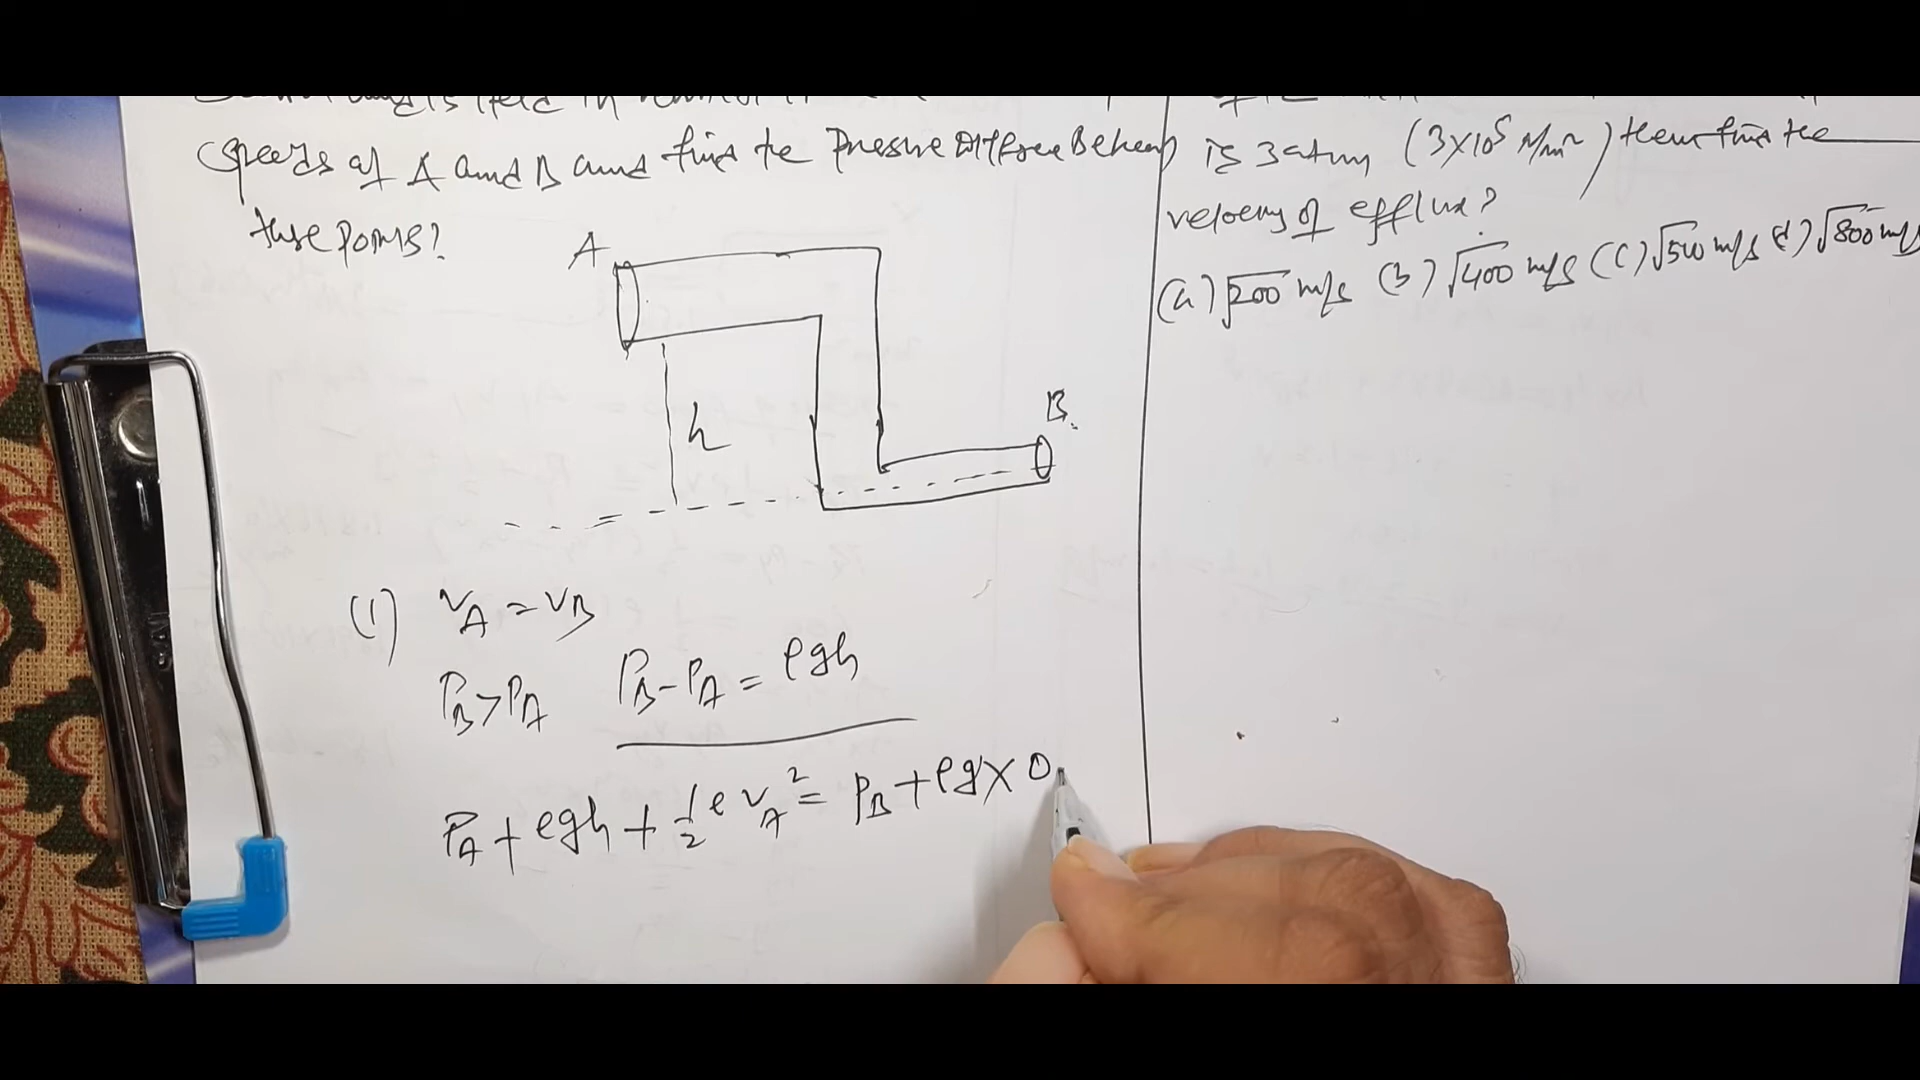 speeds of A and B and find the Pressure Difference Between
these points?
A
h
B
(1) vA = vB
PB > PA PB - PA = ρgh
PA + ρgh + 1/2 ρ vA² = PB + ρg × 0
is 3 atm (3×10⁵ N/m²) then find the
velocity of efflux?
(a) √200 m/s (b) √400 m/s (c) √500 m/s d) √800 m/s